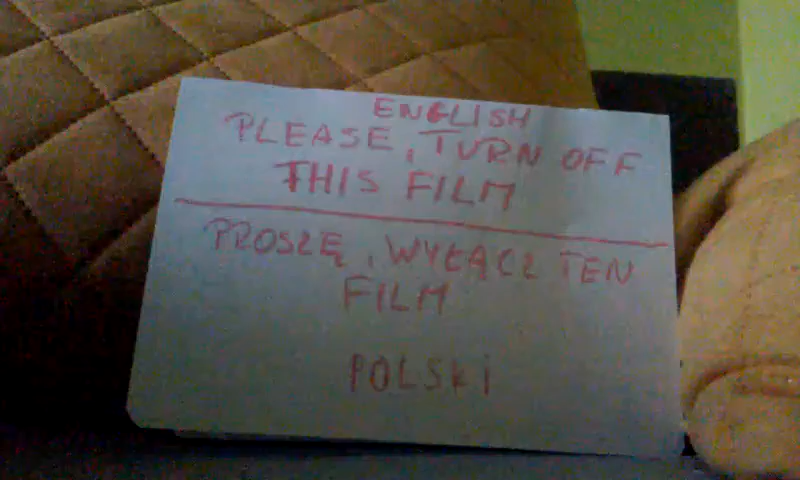 ENGLISH
PLEASE, TURN OFF
THIS FILM
PROSZĘ, WYŁĄCZ TEN
FILM
POLSKi